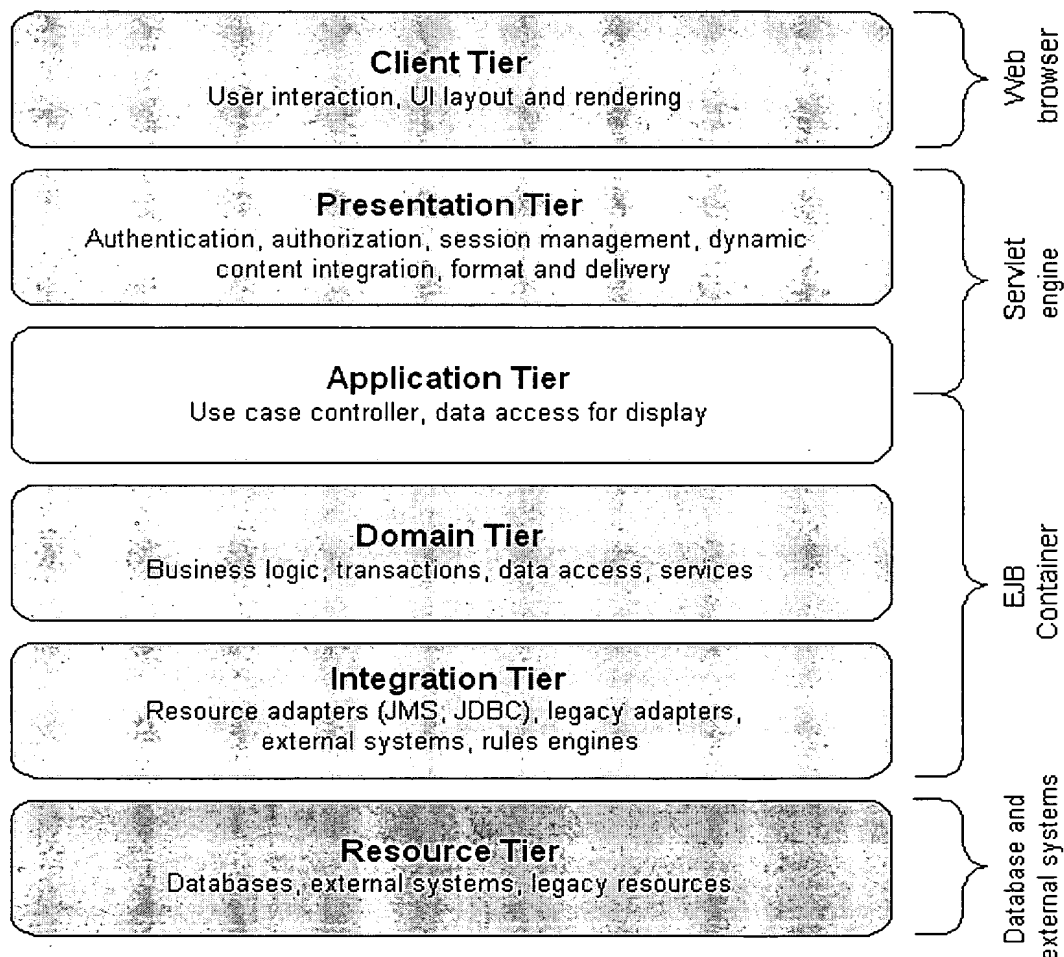 Client Tier
User interaction, UI layout and rendering
Web
browser
Presentation Tier
Authentication, authorization, session management, dynamic
content integration, format and delivery
Servlet
engine
Application Tier
Use case controller, data access for display
Domain Tier
Business logic, transactions, data access, services
EJB
Container
Integration Tier
Resource adapters (JMS, JDBC), legacy adapters,
external systems, rules engines
Resource Tier
Databases, external systems, legacy resources
Database and
external systems